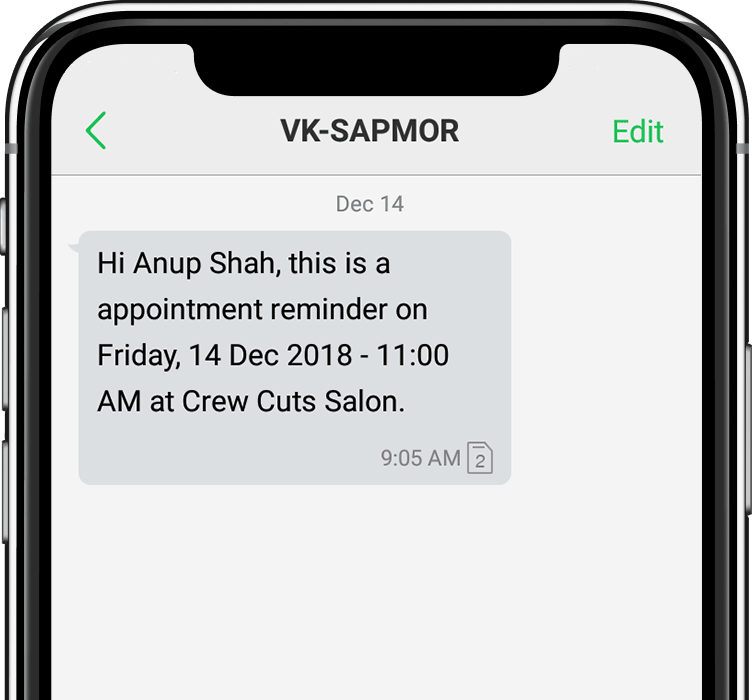 VK-SAPMOR
Edit
Dec 14
Hi Anup Shah, this is a
appointment reminder on
Friday, 14 Dec 2018 - 11:00
AM at Crew Cuts Salon.
9:05 AM 2